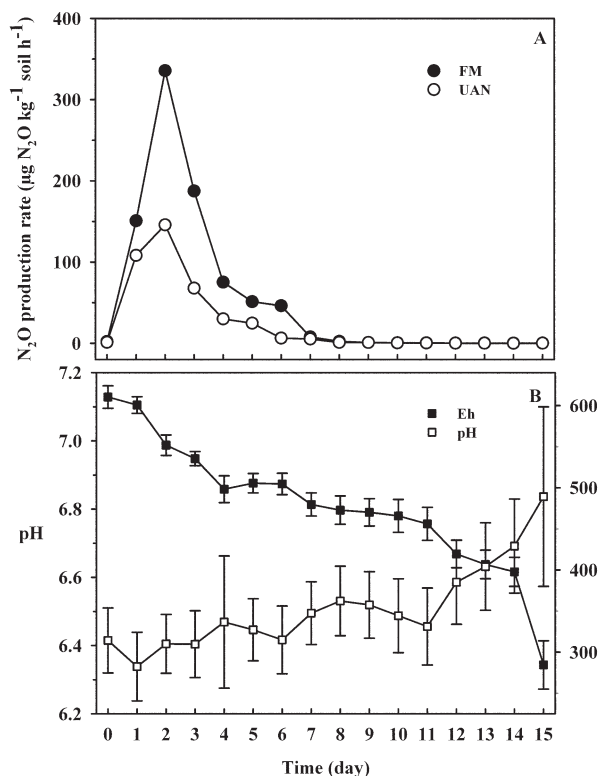 A
FM
UAN
N₂O production rate (µg N₂O kg⁻¹ soil h⁻¹)
400
300
200
100
0
B
Eh
pH
pH
7.2
7.0
6.8
6.6
6.4
6.2
600
500
400
300
0 1 2 3 4 5 6 7 8 9 10 11 12 13 14 15
Time (day)